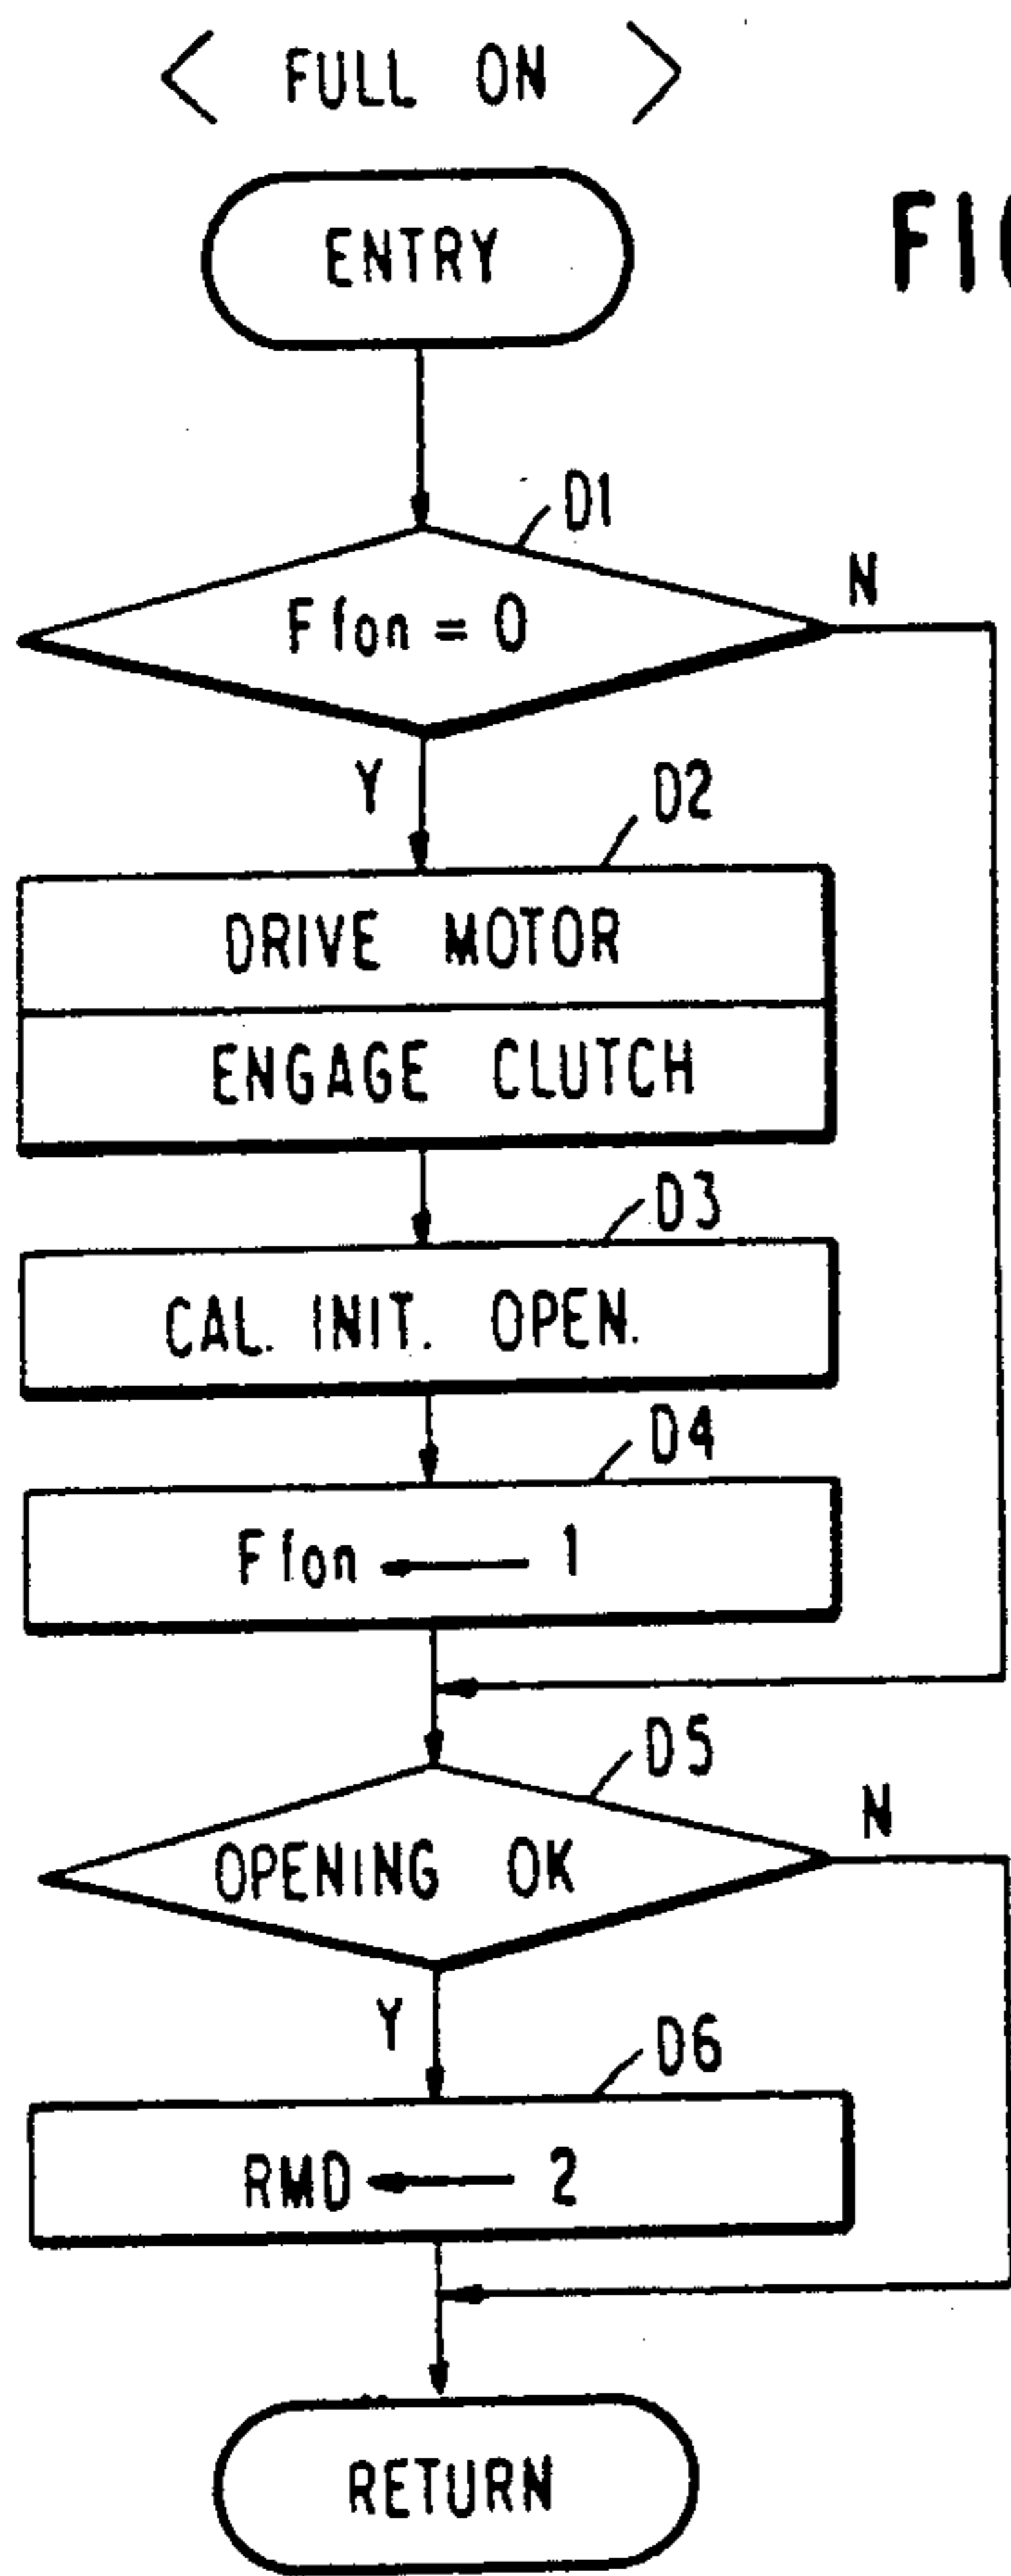 < FULL ON >
ENTRY
D1
Ffon = 0
N
Y
D2
DRIVE MOTOR
ENGAGE CLUTCH
D3
CAL. INIT. OPEN.
D4
Ffon ← 1
D5
OPENING OK
N
Y
D6
RMD ← 2
RETURN